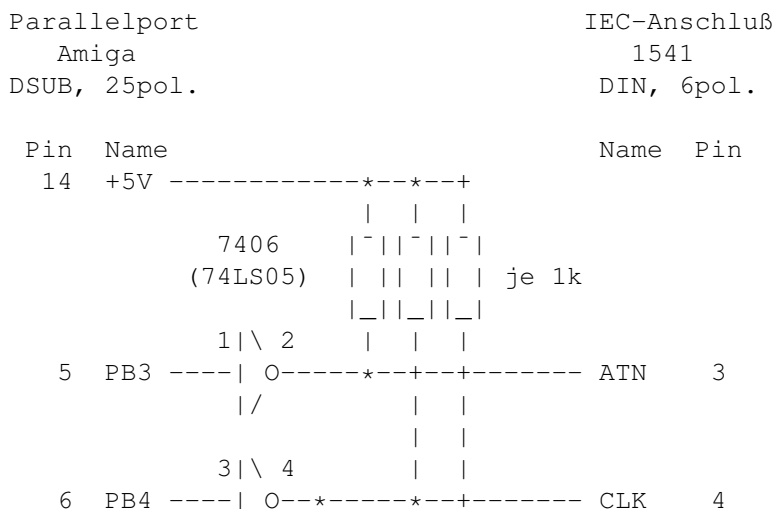 Parallelport                     IEC-Anschluß
   Amiga                             1541
DSUB, 25pol.                      DIN, 6pol.

 Pin  Name                        Name  Pin
  14  +5V ------------*--*--+
                      |  |  |
             7406    |¯||¯||¯|
           (74LS05)  | || || | je 1k
                     |_||_||_|
             1|\ 2    |  |  |
   5  PB3 ----| O-----*--+--+------- ATN    3
              |/         |  |
                         |  |
             3|\ 4       |  |
   6  PB4 ----| O--*-----*--+------- CLK    4